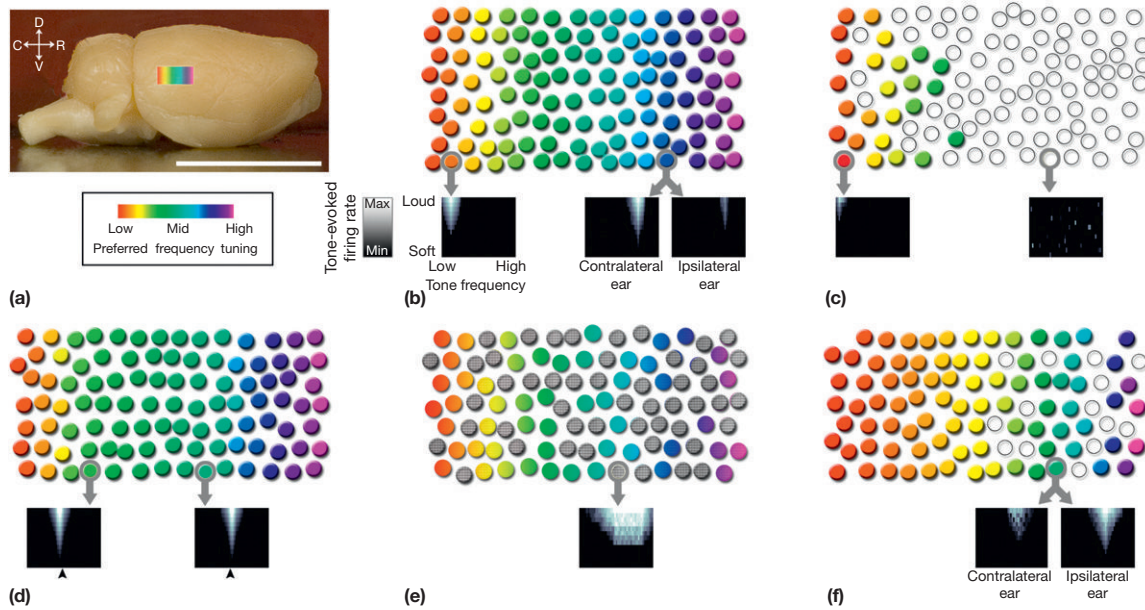 D
C R
V
Low Mid High
Preferred frequency tuning
(a)
Tone-evoked
firing rate
Max
Min
Loud
Soft
Low High
Tone frequency
Contralateral
ear
Ipsilateral
ear
(b)
(c)
(d)
(e)
Contralateral
ear
Ipsilateral
ear
(f)